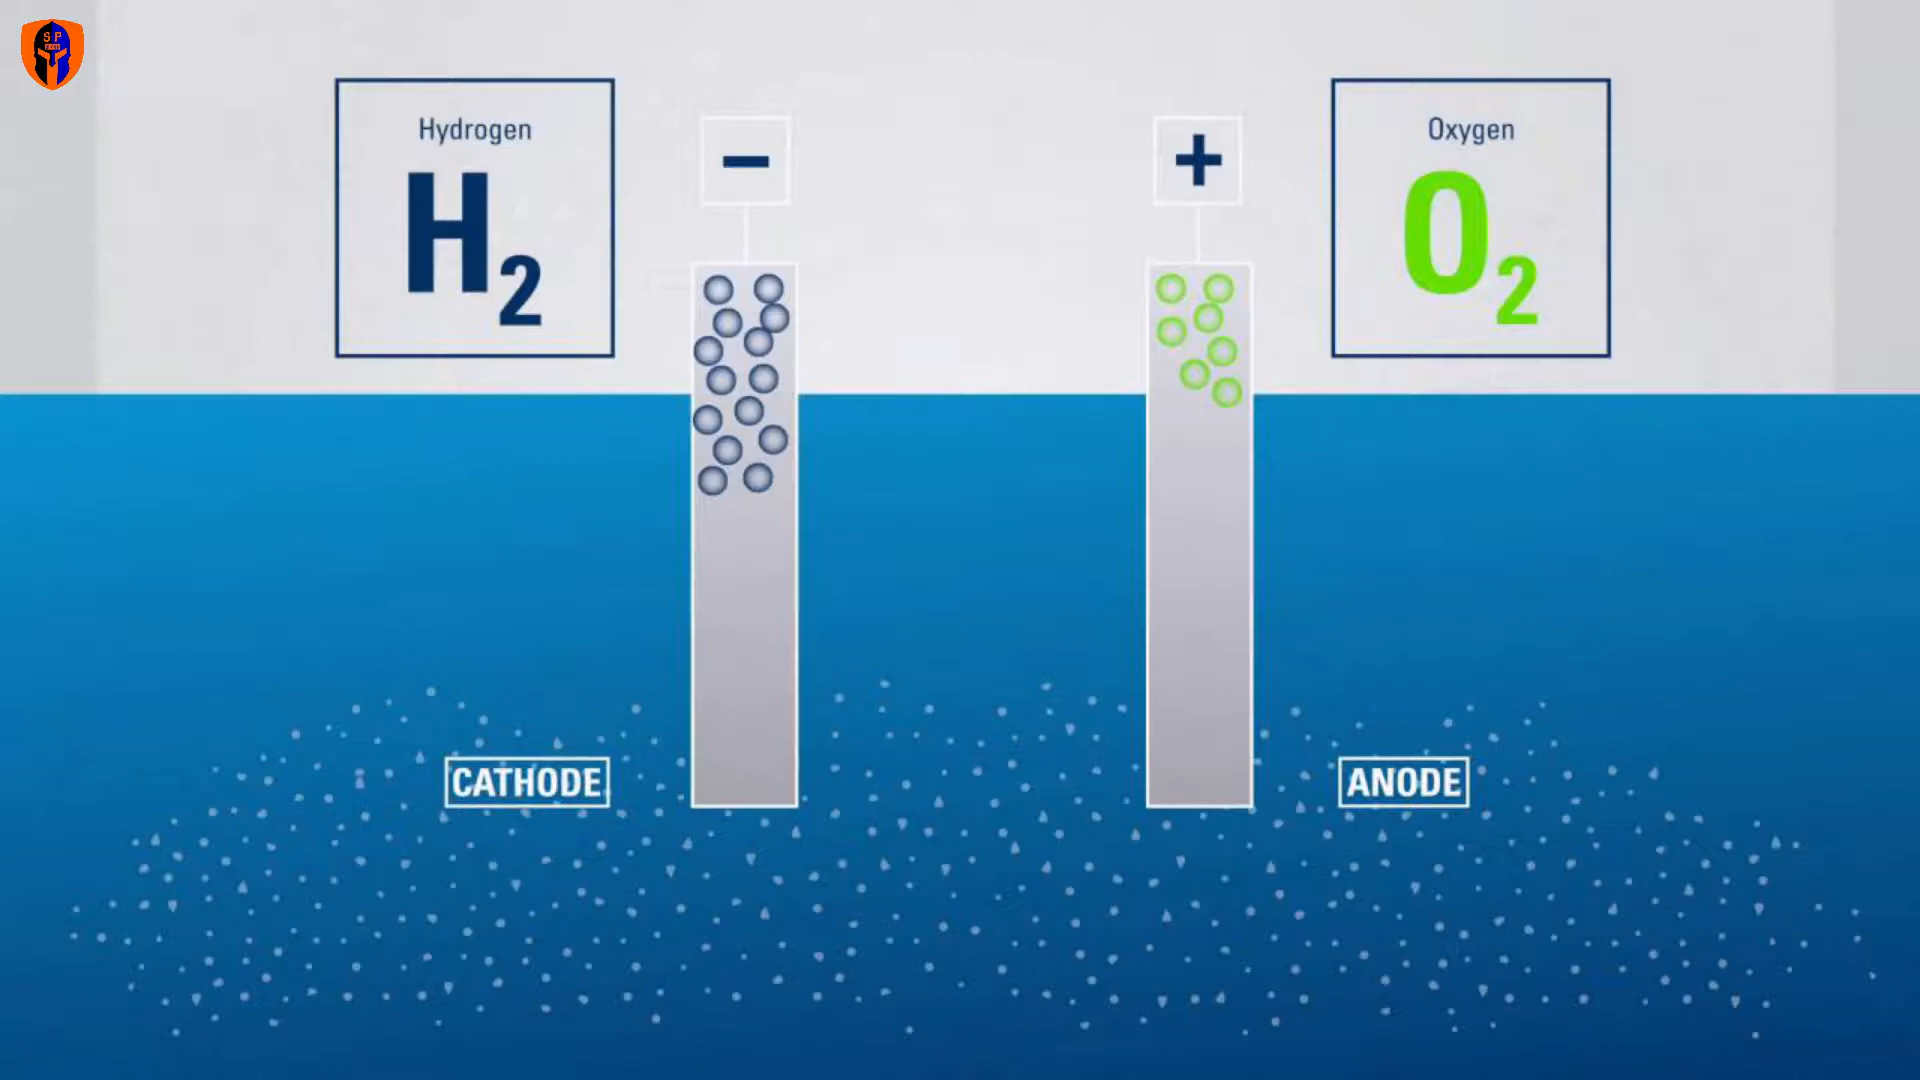 S P
Hydrogen
H2
−
+
Oxygen
O2
CATHODE
ANODE